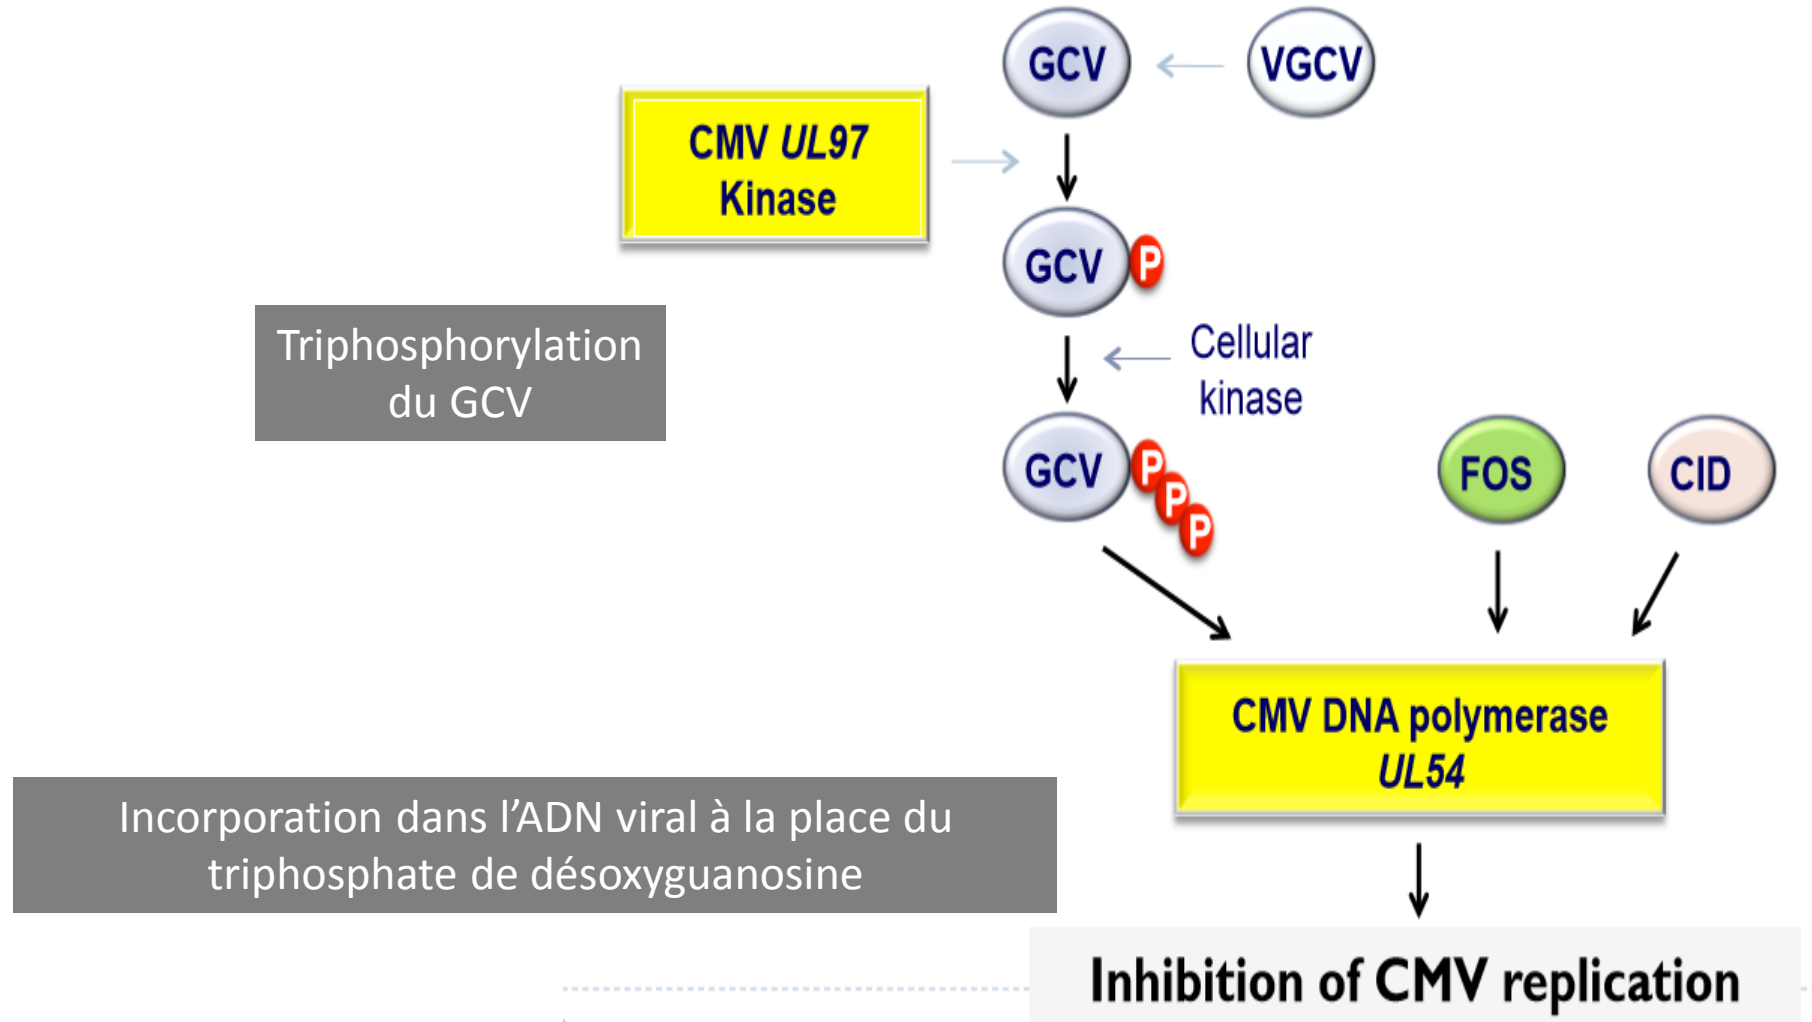 GCV
VGCV
CMV UL97
Kinase
GCV P
Triphosphorylation
du GCV
Cellular
kinase
GCV P
P
P
FOS
CID
CMV DNA polymerase
UL54
Incorporation dans l’ADN viral à la place du
triphosphate de désoxyguanosine
Inhibition of CMV replication